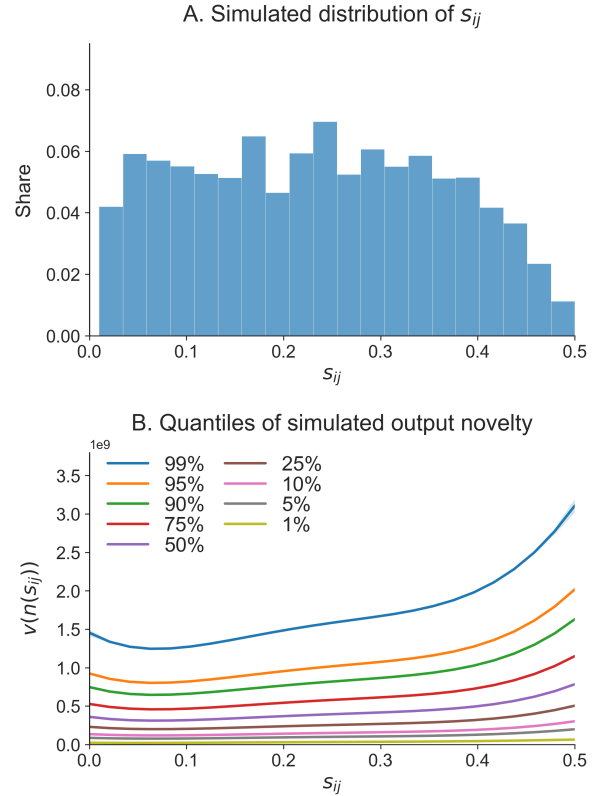 A. Simulated distribution of s_ij
0.08
0.06
Share
0.04
0.02
0.00
0.0 0.1 0.2 0.3 0.4 0.5
s_ij
B. Quantiles of simulated output novelty
1e9
3.5
3.0
2.5
2.0
1.5
1.0
0.5
0.0
v(n(s_ij))
99% 25%
95% 10%
90% 5%
75% 1%
50%
0.0 0.1 0.2 0.3 0.4 0.5
s_ij